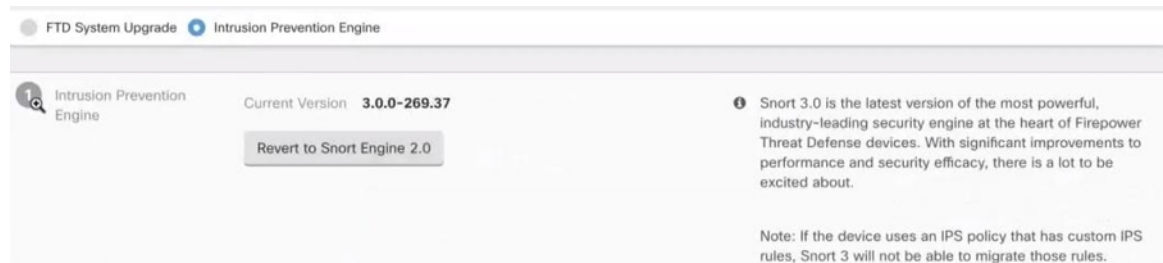 FTD System Upgrade
Intrusion Prevention Engine
1
Intrusion Prevention
Engine
Current Version 3.0.0-269.37
Revert to Snort Engine 2.0
Snort 3.0 is the latest version of the most powerful,
industry-leading security engine at the heart of Firepower
Threat Defense devices. With significant improvements to
performance and security efficacy, there is a lot to be
excited about.
Note: If the device uses an IPS policy that has custom IPS
rules, Snort 3 will not be able to migrate those rules.